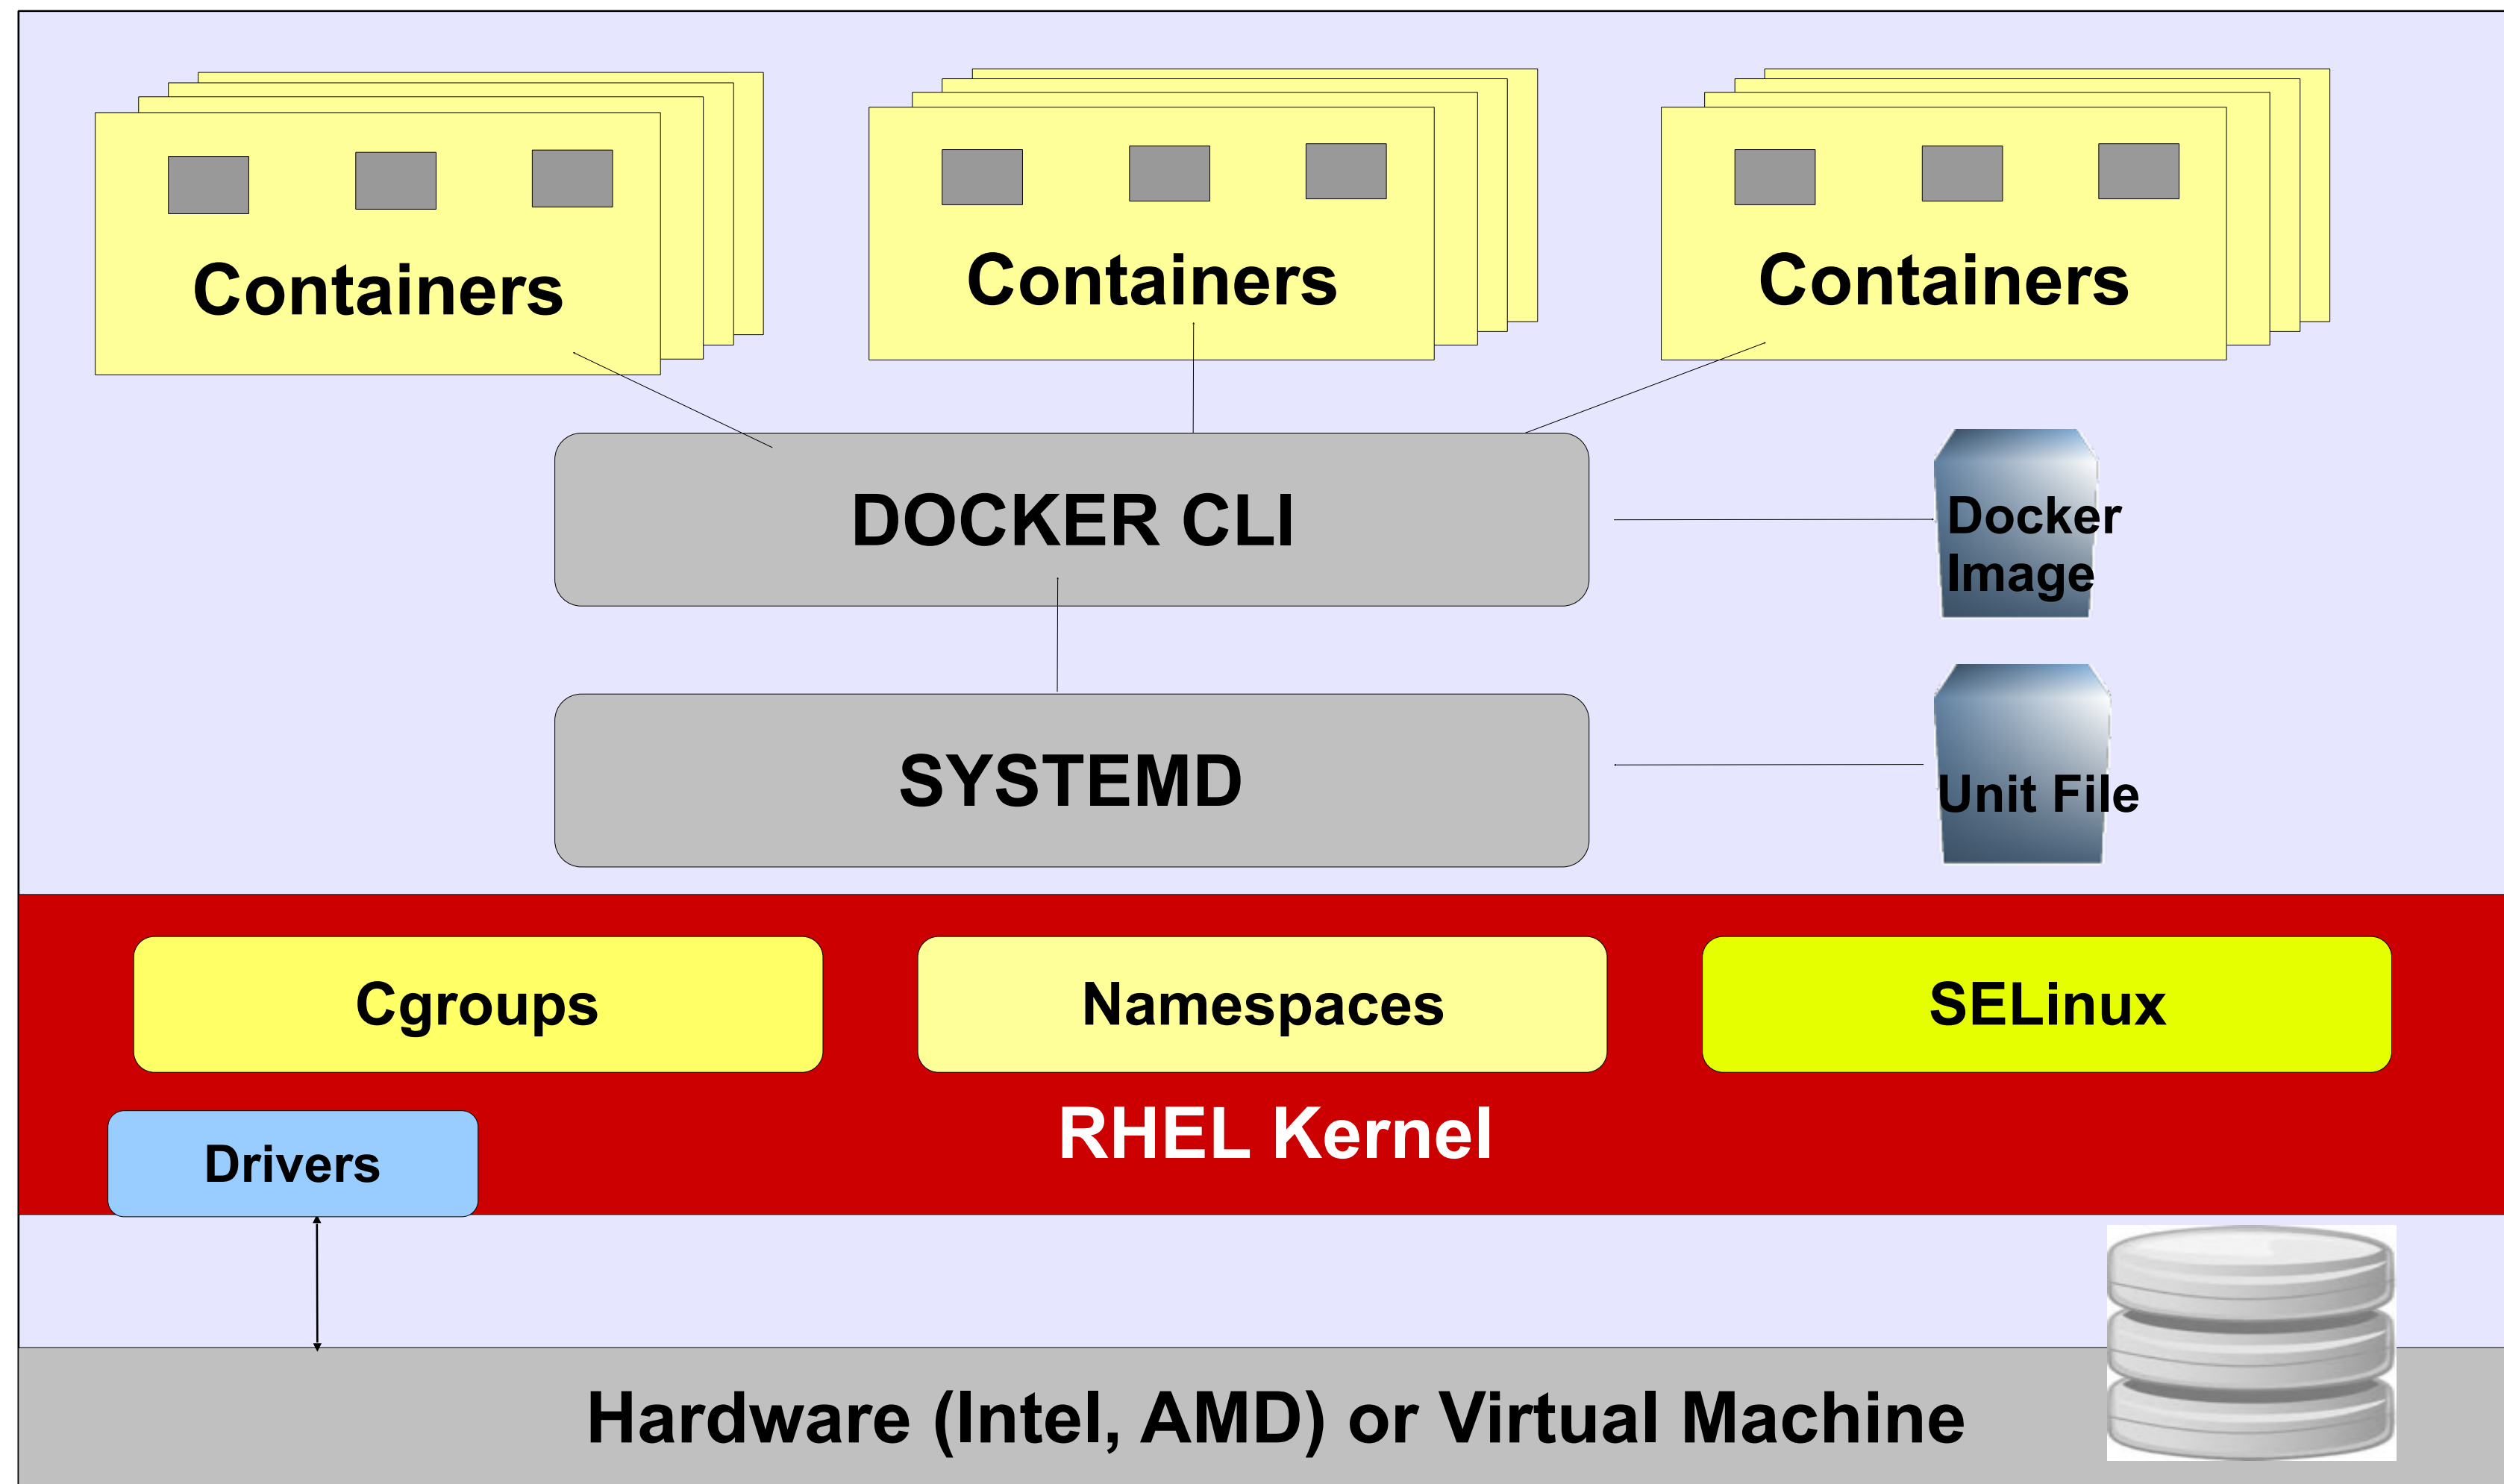 Containers
Containers
Containers
DOCKER CLI
Docker
Image
SYSTEMD
Unit File
Cgroups
Namespaces
SELinux
RHEL Kernel
Drivers
Hardware (Intel, AMD) or Virtual Machine